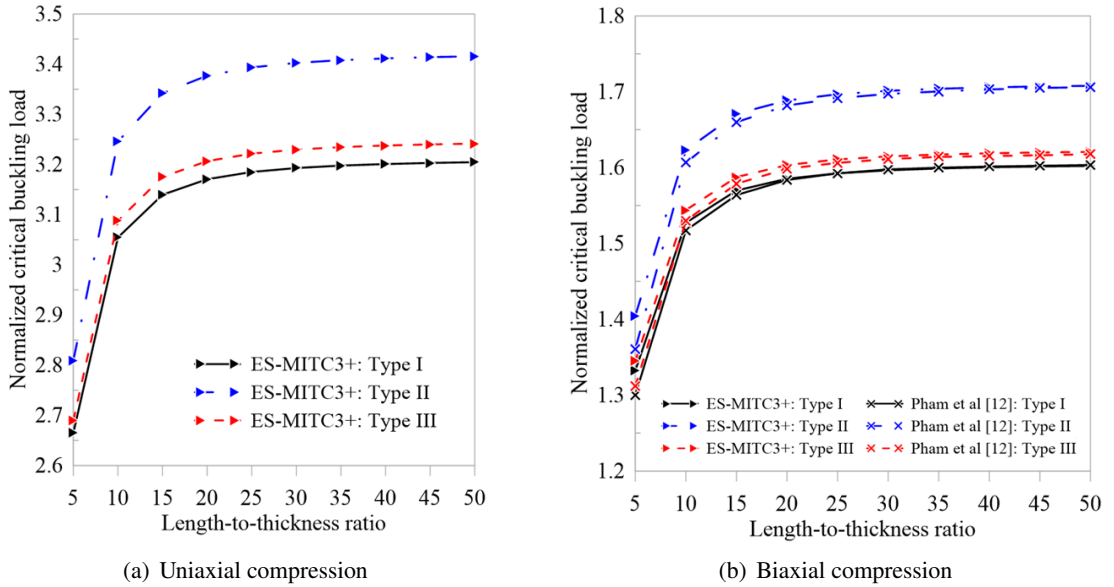 3.5
3.4
3.3
3.2
3.1
3
2.9
2.8
2.7
2.6
Normalized critical buckling load
ES-MITC3+: Type I
ES-MITC3+: Type II
ES-MITC3+: Type III
5 10 15 20 25 30 35 40 45 50
Length-to-thickness ratio
(a) Uniaxial compression
1.8
1.7
1.6
1.5
1.4
1.3
1.2
Normalized critical buckling load
ES-MITC3+: Type I Pham et al [12]: Type I
ES-MITC3+: Type II Pham et al [12]: Type II
ES-MITC3+: Type III Pham et al [12]: Type III
5 10 15 20 25 30 35 40 45 50
Length-to-thickness ratio
(b) Biaxial compression